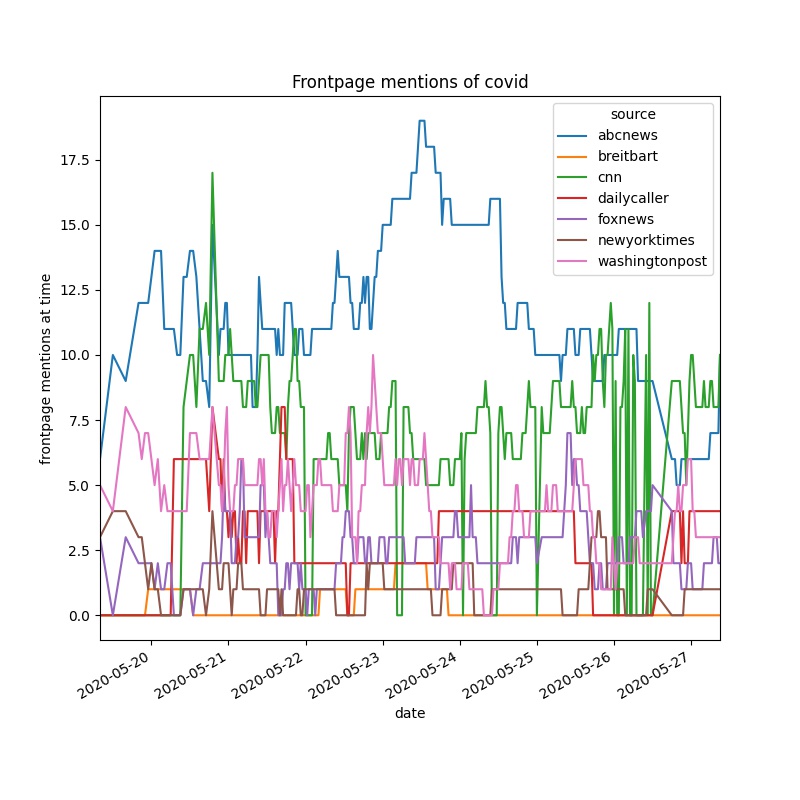 Frontpage mentions of covid
source
abcnews
breitbart
cnn
dailycaller
foxnews
newyorktimes
washingtonpost
frontpage mentions at time
17.5
15.0
12.5
10.0
7.5
5.0
2.5
0.0
2020-05-20
2020-05-21
2020-05-22
2020-05-23
2020-05-24
2020-05-25
2020-05-26
2020-05-27
date